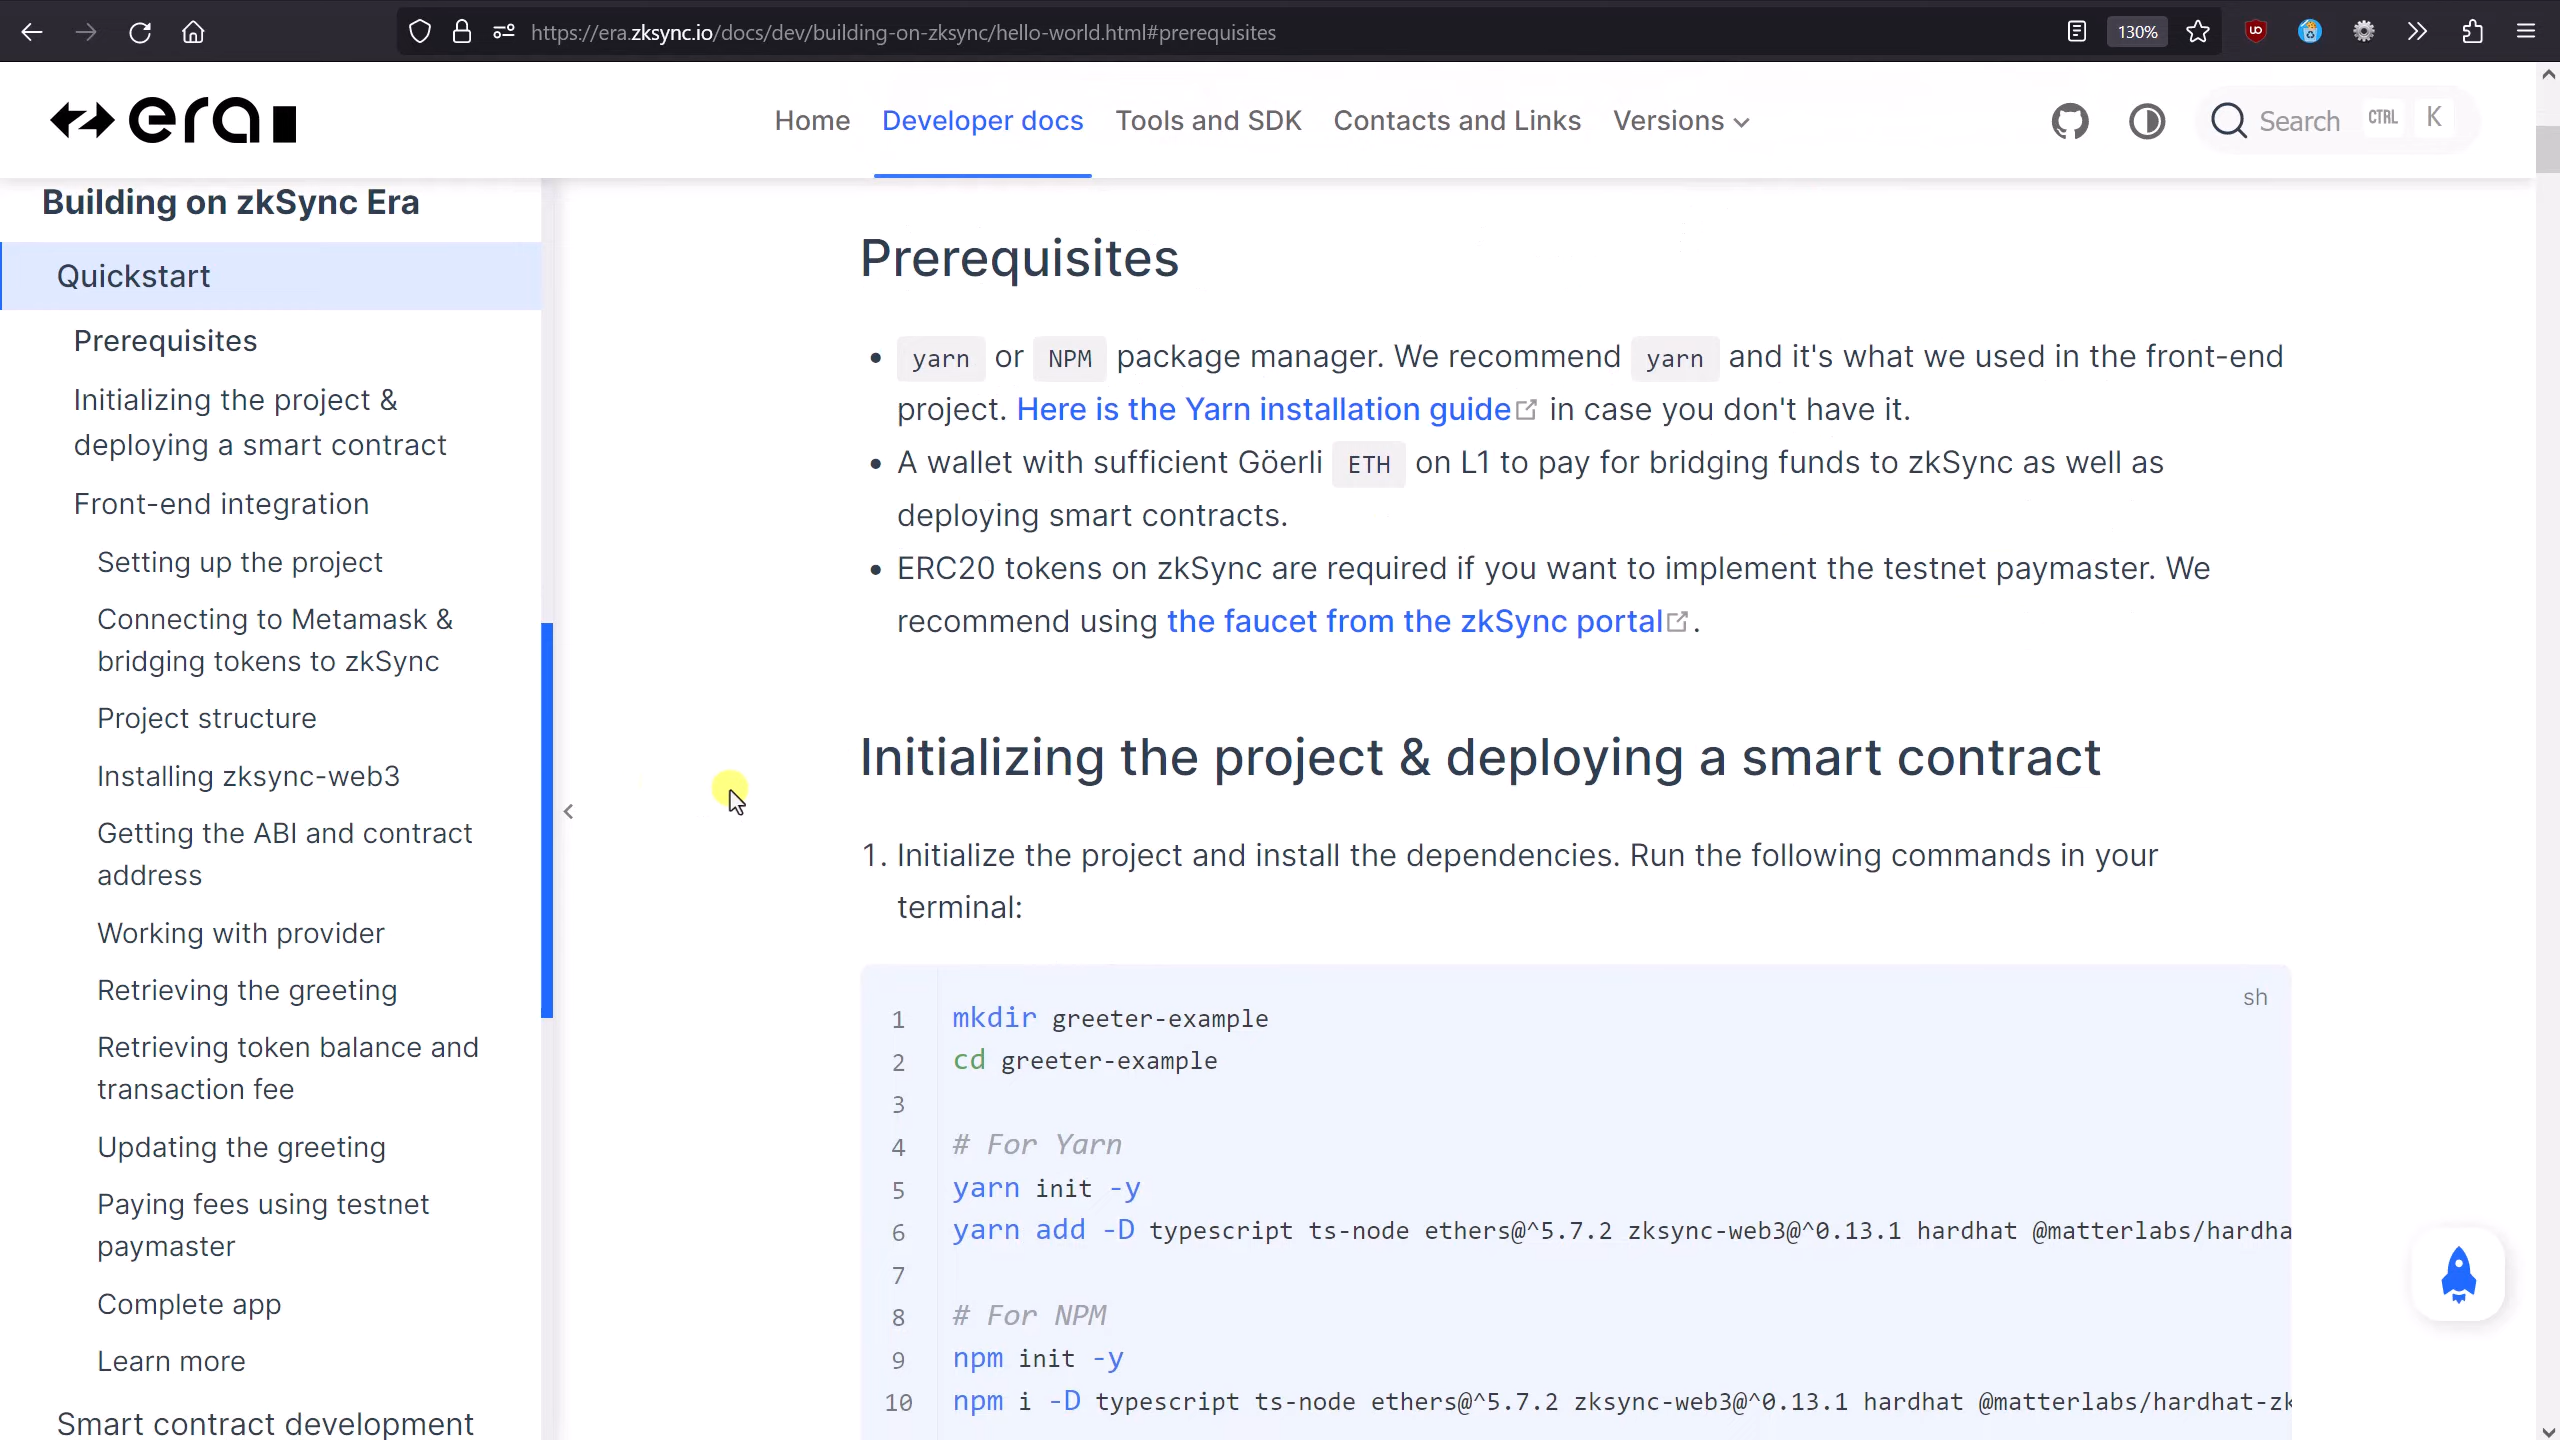 https://era.zksync.io/docs/dev/building-on-zksync/hello-world.html#prerequisites
130%
era
Home
Developer docs
Tools and SDK
Contacts and Links
Versions
Search
CTRL
K
Building on zkSync Era
Quickstart
Prerequisites
Initializing the project &
deploying a smart contract
Front-end integration
Setting up the project
Connecting to Metamask &
bridging tokens to zkSync
Project structure
Installing zksync-web3
Getting the ABI and contract
address
Working with provider
Retrieving the greeting
Retrieving token balance and
transaction fee
Updating the greeting
Paying fees using testnet
paymaster
Complete app
Learn more
Smart contract development
Prerequisites
• yarn or NPM package manager. We recommend yarn and it's what we used in the front-end
project. Here is the Yarn installation guide in case you don't have it.
• A wallet with sufficient Göerli ETH on L1 to pay for bridging funds to zkSync as well as
deploying smart contracts.
• ERC20 tokens on zkSync are required if you want to implement the testnet paymaster. We
recommend using the faucet from the zkSync portal.
Initializing the project & deploying a smart contract
1. Initialize the project and install the dependencies. Run the following commands in your
terminal:
sh
1 mkdir greeter-example
2 cd greeter-example
3
4 # For Yarn
5 yarn init -y
6 yarn add -D typescript ts-node ethers@^5.7.2 zksync-web3@^0.13.1 hardhat @matterlabs/hardha
7
8 # For NPM
9 npm init -y
10 npm i -D typescript ts-node ethers@^5.7.2 zksync-web3@^0.13.1 hardhat @matterlabs/hardhat-zk